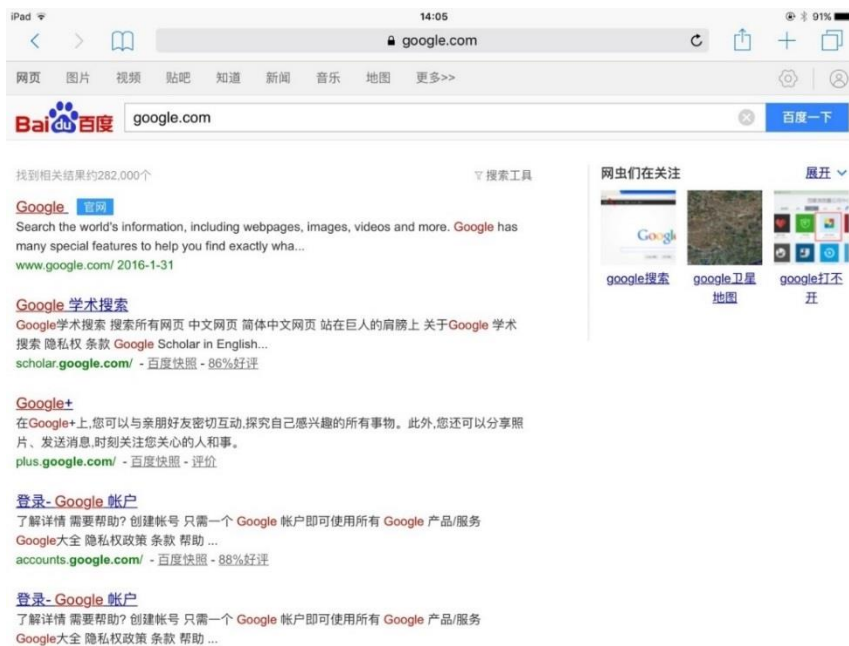 iPad
14:05
91%
google.com
网页 图片 视频 贴吧 知道 新闻 音乐 地图 更多>>
Bai du 百度
google.com
百度一下
找到相关结果约282,000个
搜索工具
Google 官网
Search the world's information, including webpages, images, videos and more. Google has
many special features to help you find exactly wha...
www.google.com/ 2016-1-31
Google 学术搜索
Google学术搜索 搜索所有网页 中文网页 简体中文网页 站在巨人的肩膀上 关于Google 学术
搜索 隐私权 条款 Google Scholar in English...
scholar.google.com/ - 百度快照 - 86%好评
Google+
在Google+上,您可以与亲朋好友密切互动,探究自己感兴趣的所有事物。此外,您还可以分享照
片、发送消息,时刻关注您关心的人和事。
plus.google.com/ - 百度快照 - 评价
登录- Google 帐户
了解详情 需要帮助? 创建帐号 只需一个 Google 帐户即可使用所有 Google 产品/服务
Google大全 隐私权政策 条款 帮助 ...
accounts.google.com/ - 百度快照 - 88%好评
登录- Google 帐户
了解详情 需要帮助? 创建帐号 只需一个 Google 帐户即可使用所有 Google 产品/服务
Google大全 隐私权政策 条款 帮助 ...
网虫们在关注
展开
Googl
google搜索
google卫星
地图
google打不
开